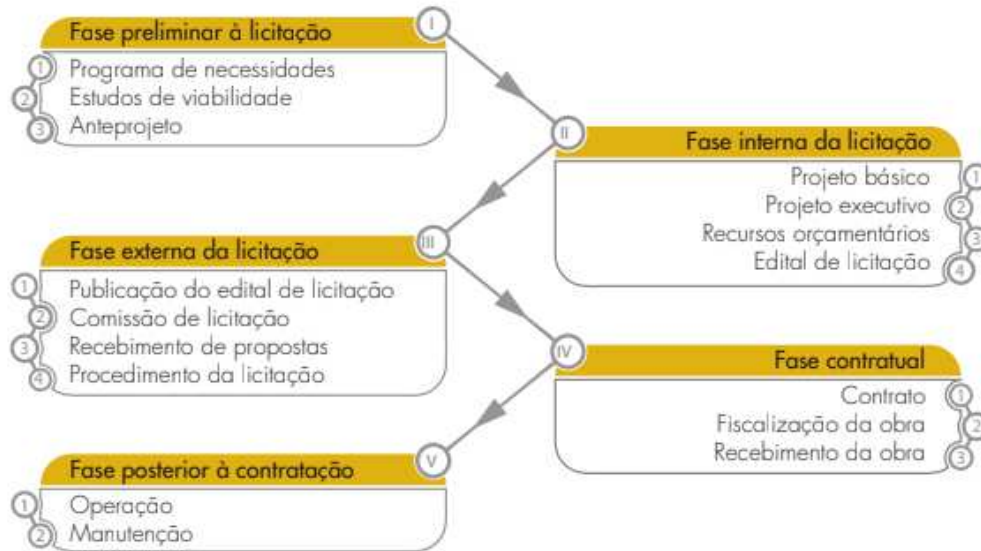 Fase preliminar à licitação
I
1 Programa de necessidades
2 Estudos de viabilidade
3 Anteprojeto
II
Fase interna da licitação
Projeto básico 1
Projeto executivo 2
Recursos orçamentários 3
Edital de licitação 4
III
Fase externa da licitação
1 Publicação do edital de licitação
2 Comissão de licitação
3 Recebimento de propostas
4 Procedimento da licitação
IV
Fase contratual
Contrato 1
Fiscalização da obra 2
Recebimento da obra 3
V
Fase posterior à contratação
1 Operação
2 Manutenção